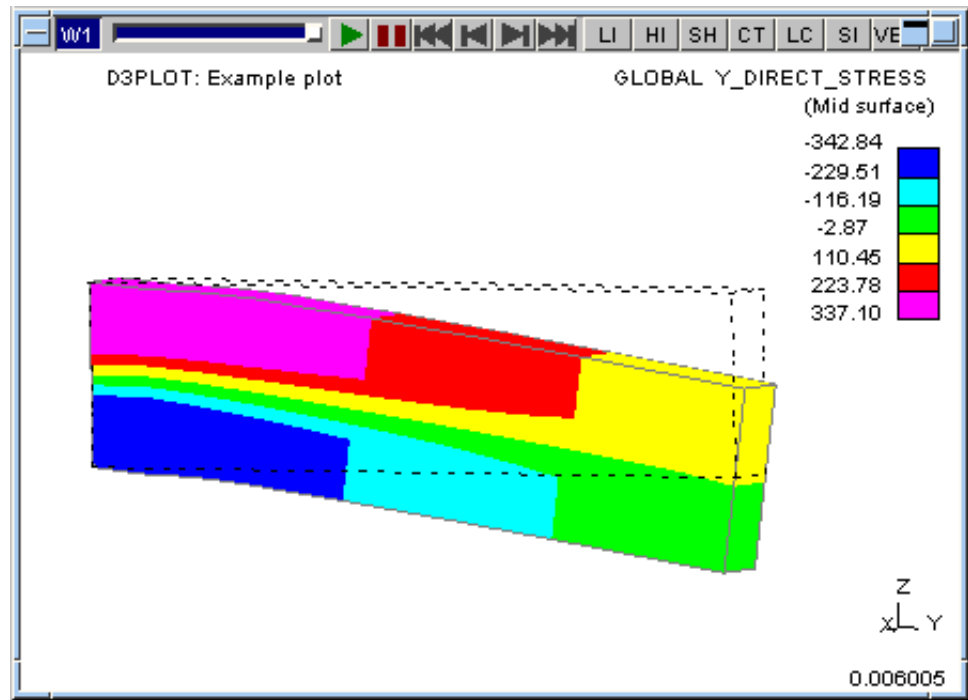 W1 LI HI SH CT LC SI VE
D3PLOT: Example plot
GLOBAL Y_DIRECT_STRESS
(Mid surface)
-342.84
-229.51
-116.19
-2.87
110.45
223.78
337.10
Z
X Y
0.006005